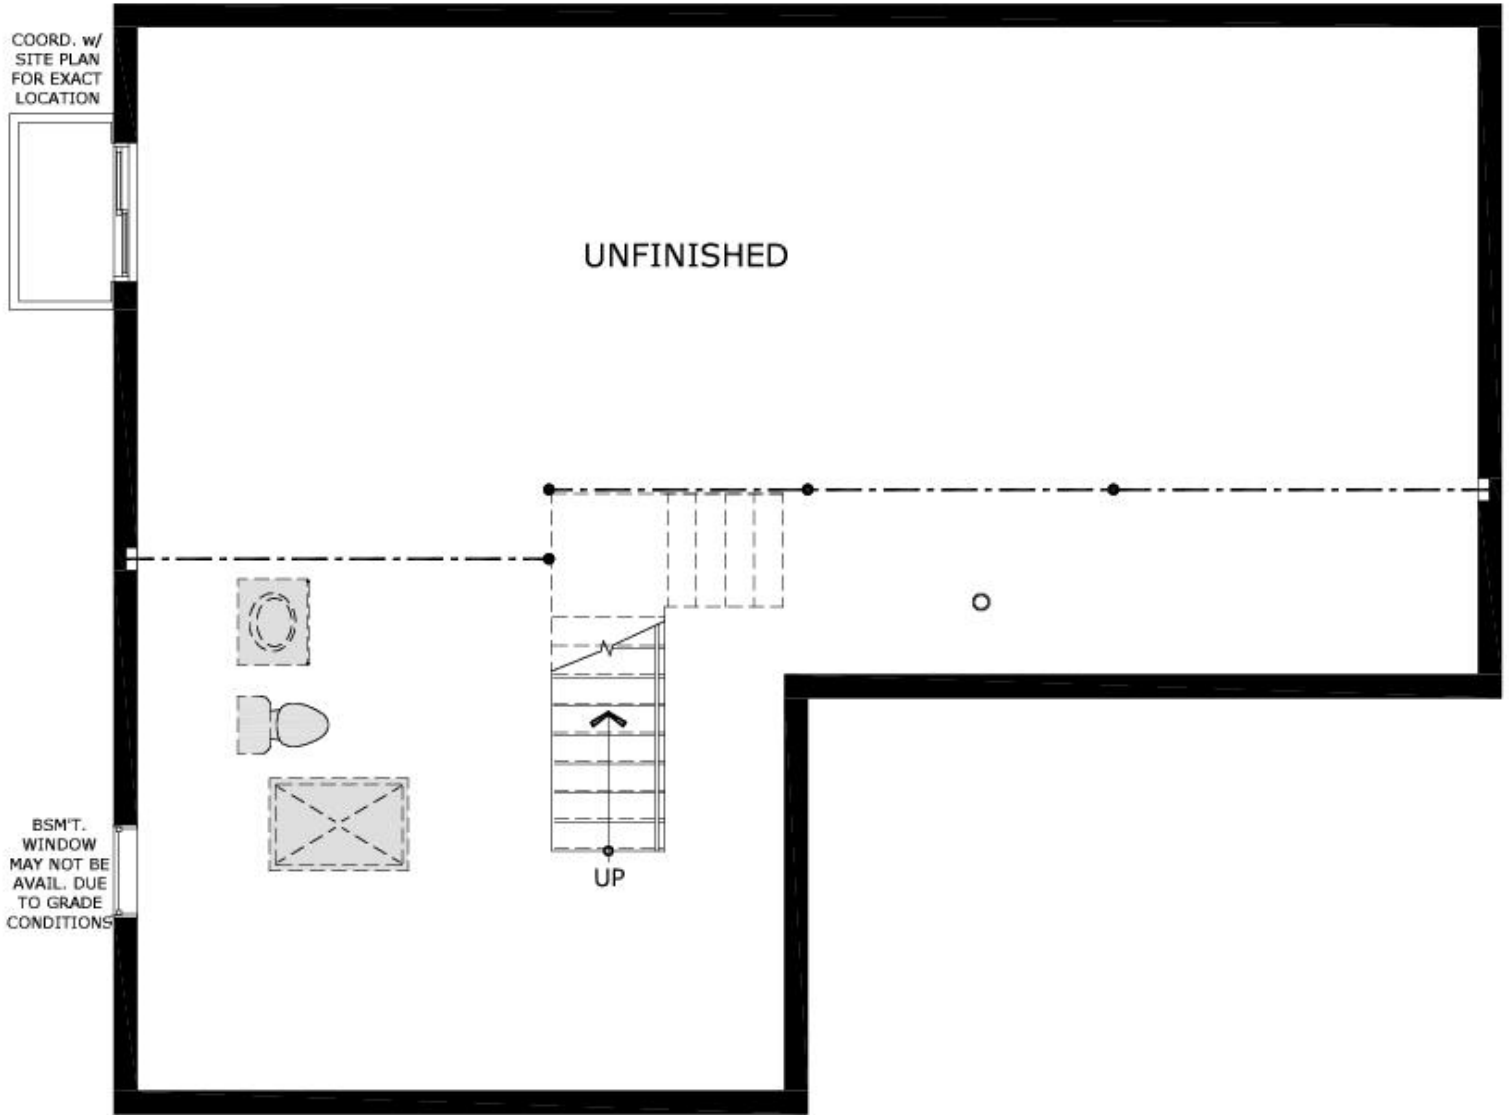 COORD. w/
SITE PLAN
FOR EXACT
LOCATION
UNFINISHED
BSM'T.
WINDOW
MAY NOT BE
AVAIL. DUE
TO GRADE
CONDITIONS
UP